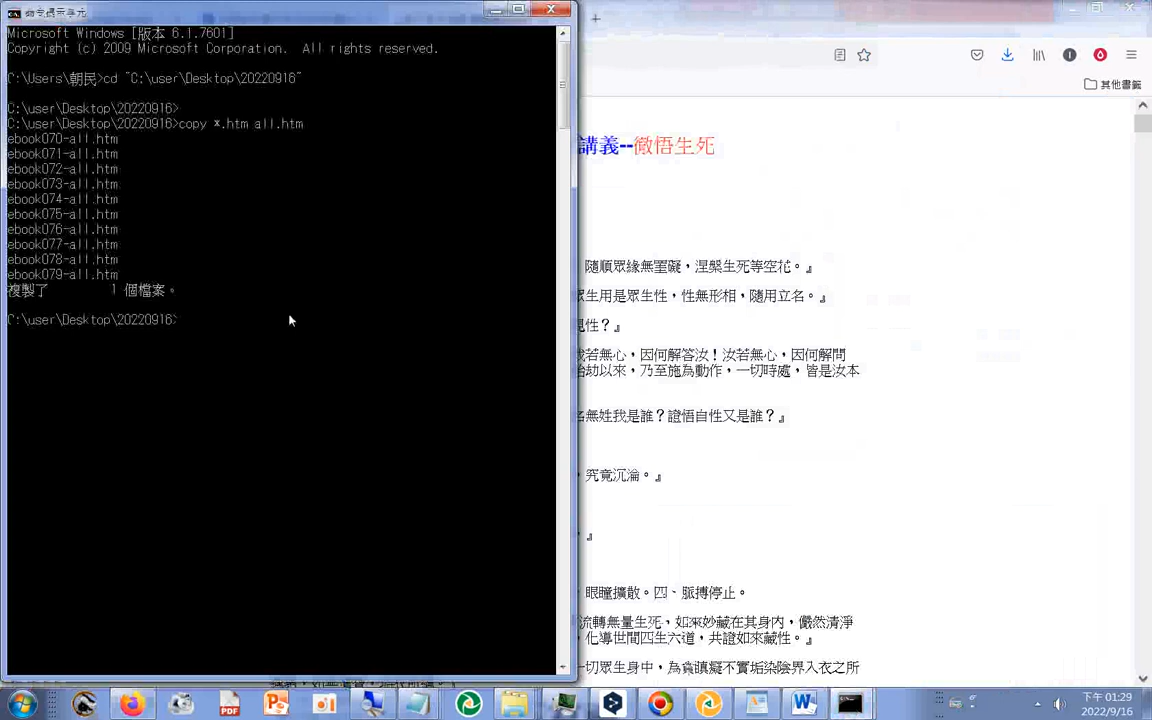 命令提示字元
Microsoft Windows [版本 6.1.7601]
Copyright (c) 2009 Microsoft Corporation.  All rights reserved.
C:\Users\朝民>cd "C:\user\Desktop\20220916"
C:\user\Desktop\20220916>
C:\user\Desktop\20220916>copy *.htm all.htm
ebook070-all.htm
ebook071-all.htm
ebook072-all.htm
ebook073-all.htm
ebook074-all.htm
ebook075-all.htm
ebook076-all.htm
ebook077-all.htm
ebook078-all.htm
ebook079-all.htm
複製了         1 個檔案。
C:\user\Desktop\20220916>
其他書籤
講義--徹悟生死
隨順眾緣無罣礙，涅槃生死等空花。』
眾生用是眾生性，性無形相，隨用立名。』
見性？』
我若無心，因何解答汝！汝若無心，因何解問
始劫以來，乃至施為動作，一切時處，皆是汝本
名無姓我是誰？證悟自性又是誰？』
，究竟沉淪。』
。』
、眼瞳擴散。四、脈搏停止。
流轉無量生死，如來妙藏在其身內，儼然清淨
，化導世間四生六道，共證如來藏性。』
一切眾生身中，為貪瞋癡不實垢染陰界入衣之所
下午 01:29
2022/9/16